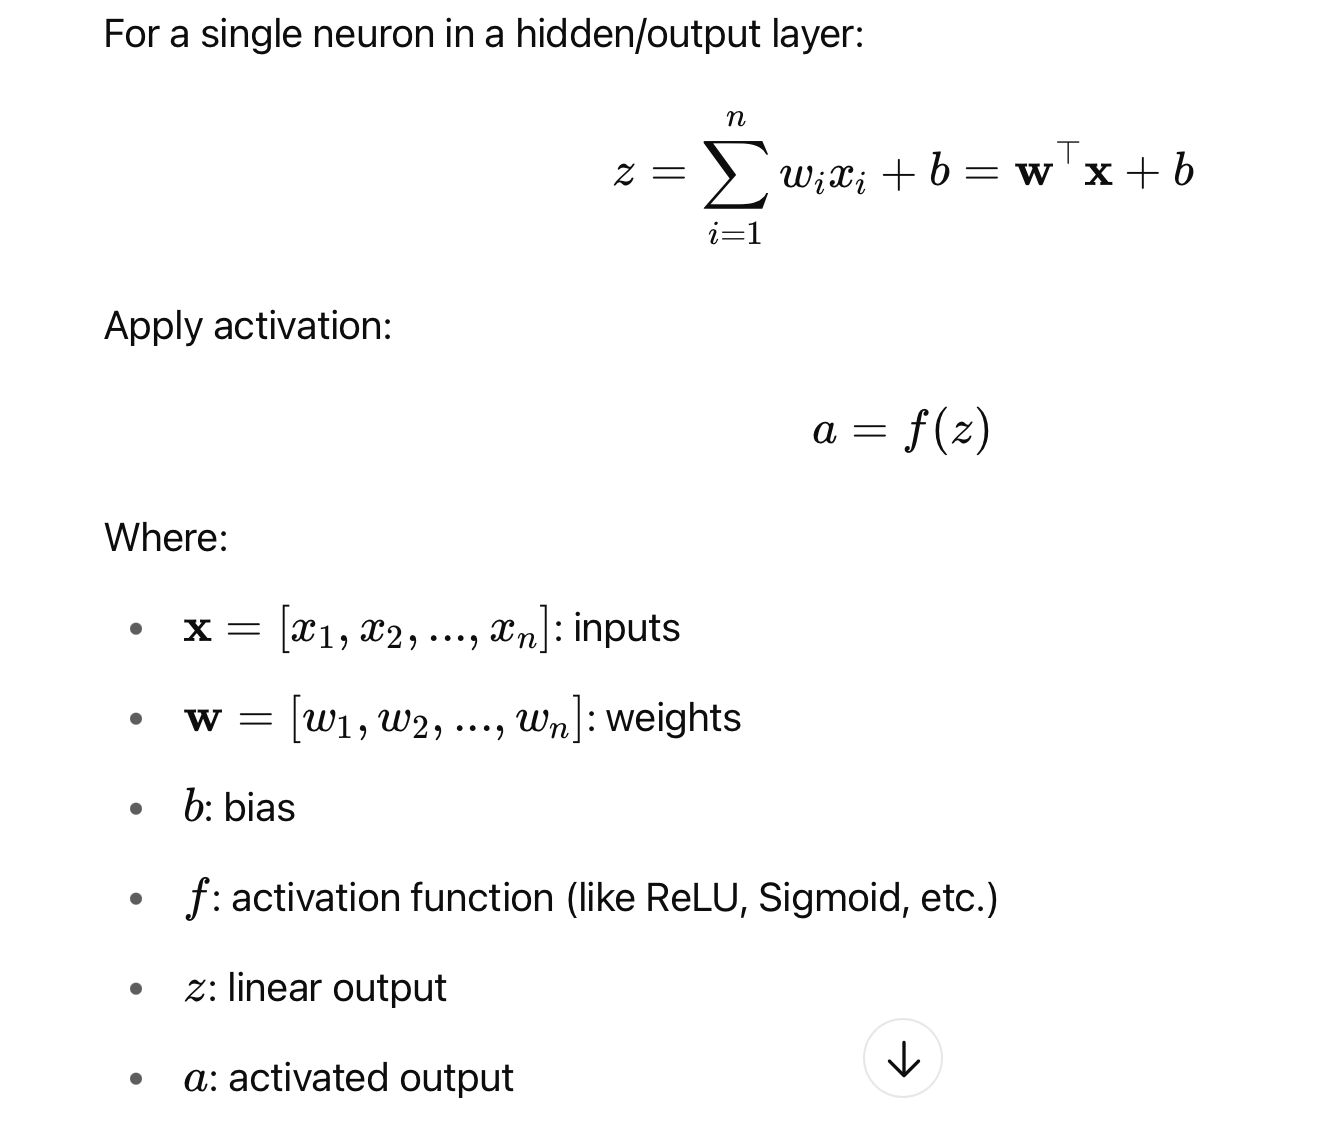 For a single neuron in a hidden/output layer:
$$z = \sum_{i=1}^{n} w_i x_i + b = \mathbf{w}^\top \mathbf{x} + b$$
Apply activation:
$$a = f(z)$$
Where:
• $\mathbf{x} = [x_1, x_2, ..., x_n]$: inputs
• $\mathbf{w} = [w_1, w_2, ..., w_n]$: weights
• $b$: bias
• $f$: activation function (like ReLU, Sigmoid, etc.)
• $z$: linear output
• $a$: activated output